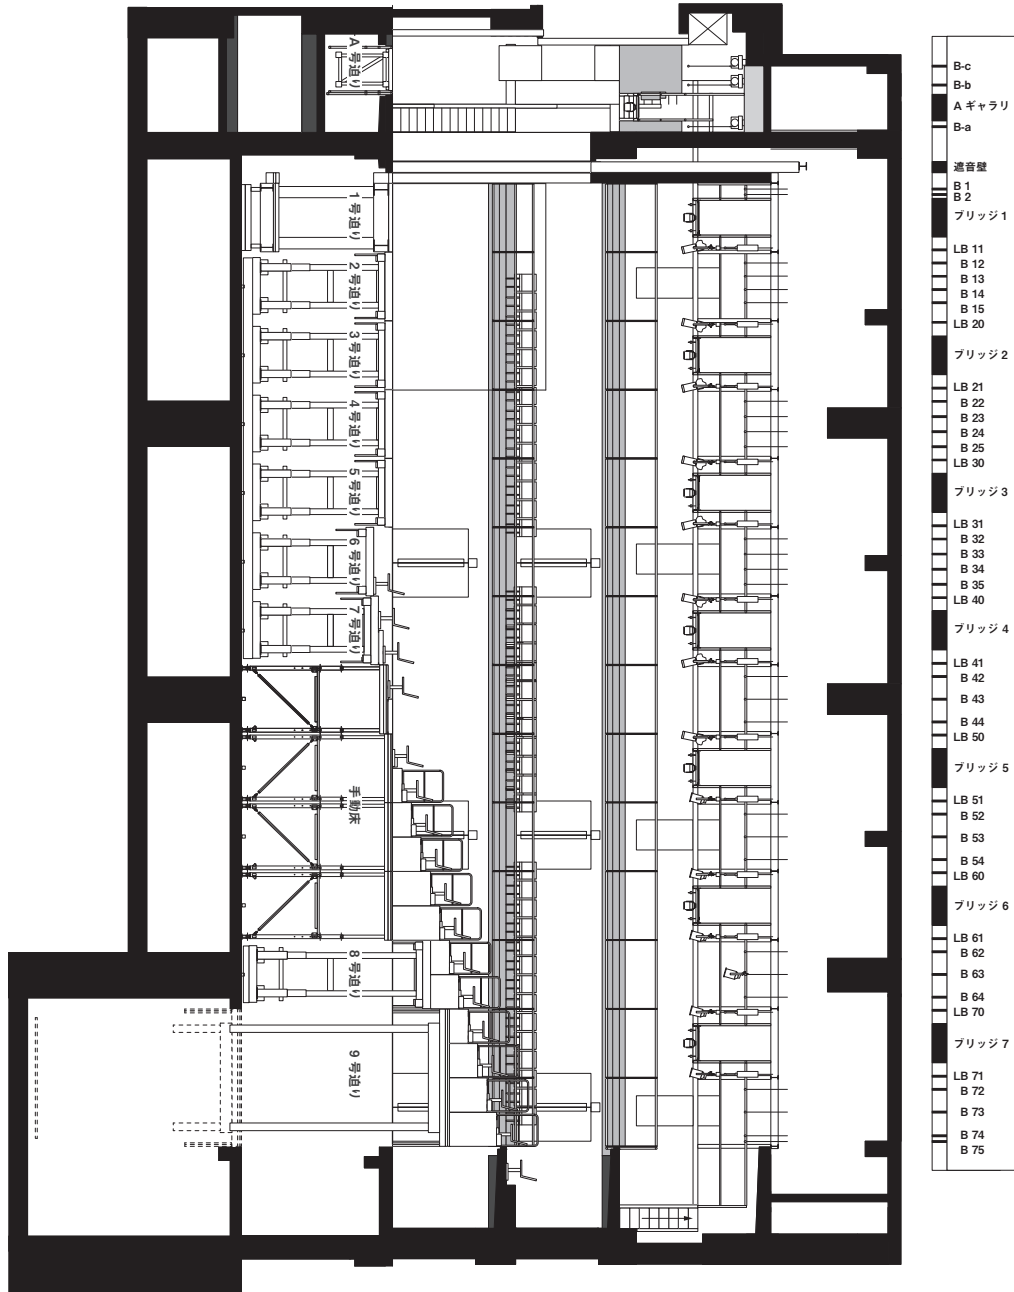 A号迫り
1号迫り
2号迫り
3号迫り
4号迫り
5号迫り
6号迫り
7号迫り
手動床
8号迫り
9号迫り
B-c
B-b
A ギャラリ
B-a
遮音壁
B 1
B 2
ブリッジ 1
LB 11
B 12
B 13
B 14
B 15
LB 20
ブリッジ 2
LB 21
B 22
B 23
B 24
B 25
LB 30
ブリッジ 3
LB 31
B 32
B 33
B 34
B 35
LB 40
ブリッジ 4
LB 41
B 42
B 43
B 44
LB 50
ブリッジ 5
LB 51
B 52
B 53
B 54
LB 60
ブリッジ 6
LB 61
B 62
B 63
B 64
LB 70
ブリッジ 7
LB 71
B 72
B 73
B 74
B 75